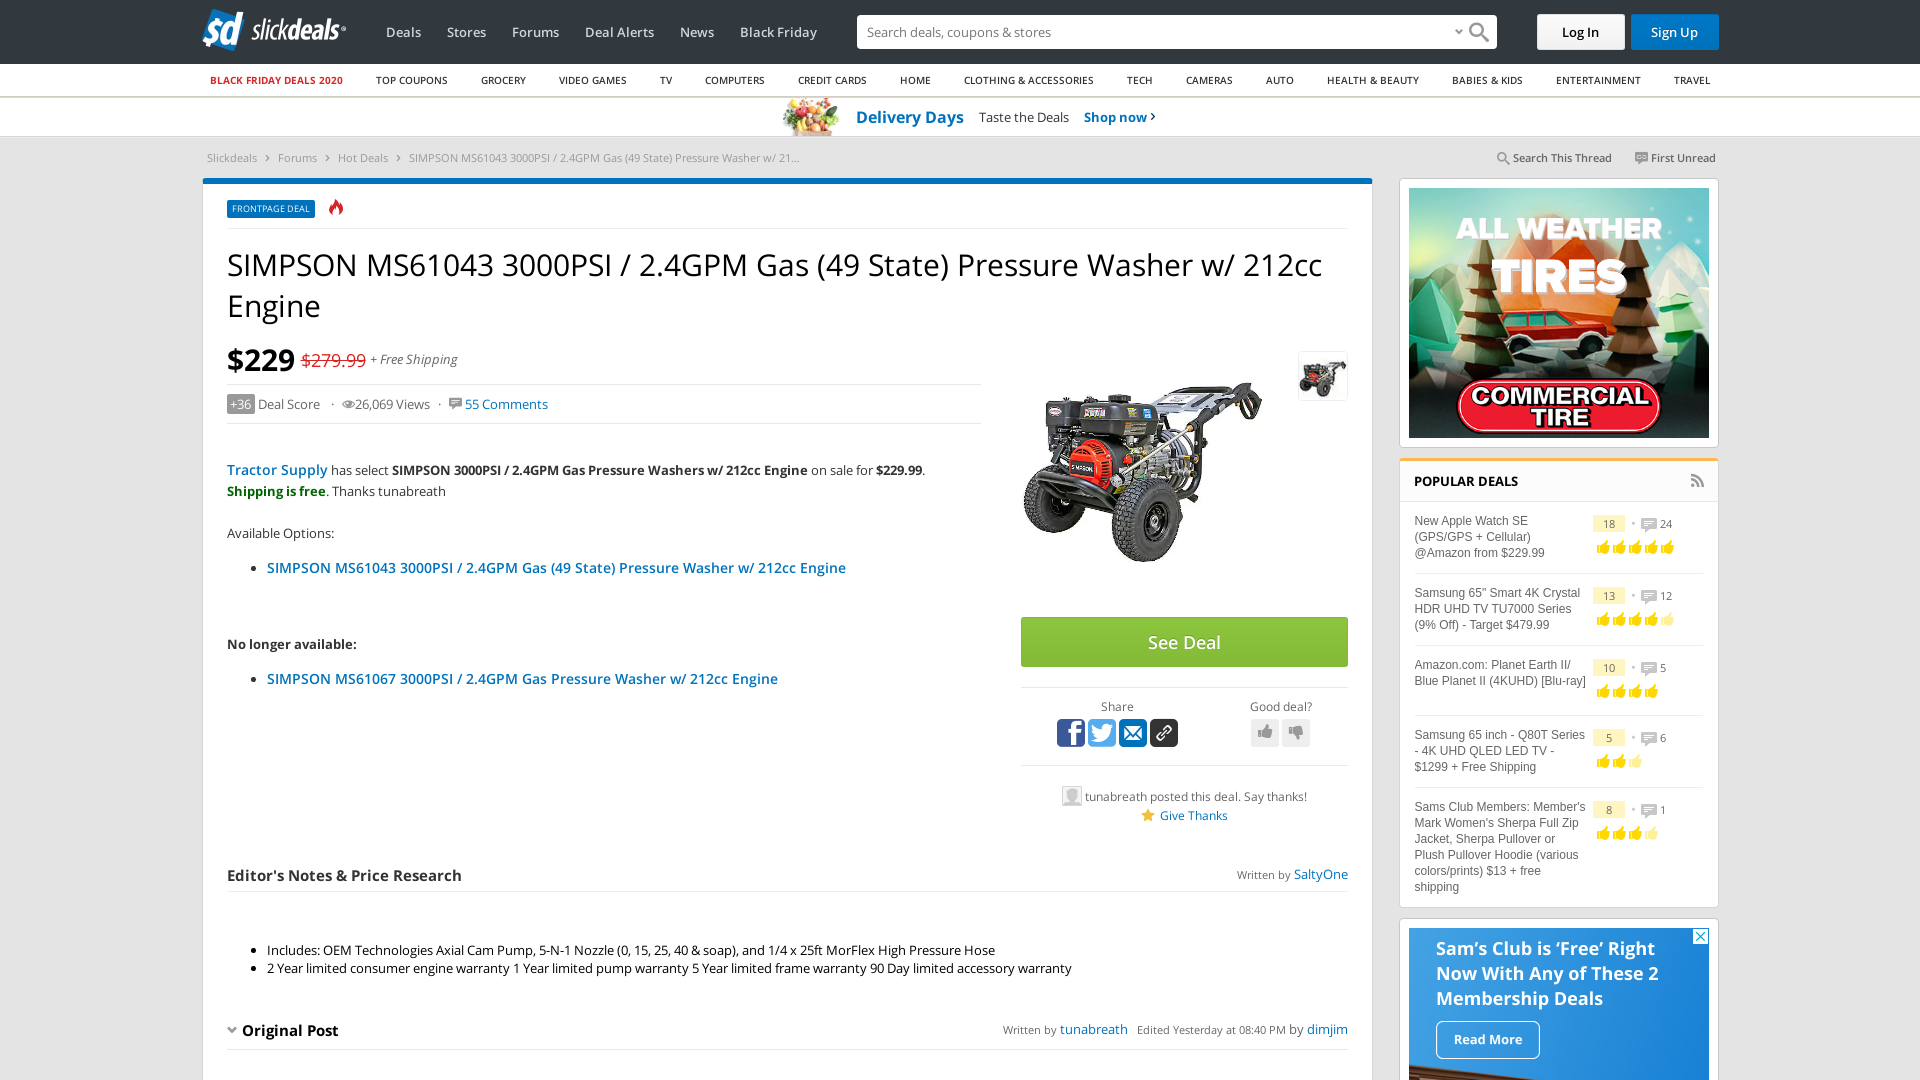 slickdeals
Deals Stores Forums Deal Alerts News Black Friday
Search deals, coupons & stores
Log In
Sign Up
BLACK FRIDAY DEALS 2020 TOP COUPONS GROCERY VIDEO GAMES TV COMPUTERS CREDIT CARDS HOME CLOTHING & ACCESSORIES TECH CAMERAS AUTO HEALTH & BEAUTY BABIES & KIDS ENTERTAINMENT TRAVEL
Delivery Days Taste the Deals Shop now ›
Slickdeals › Forums › Hot Deals › SIMPSON MS61043 3000PSI / 2.4GPM Gas (49 State) Pressure Washer w/ 21...
Search This Thread First Unread
FRONTPAGE DEAL
SIMPSON MS61043 3000PSI / 2.4GPM Gas (49 State) Pressure Washer w/ 212cc
Engine
$229 $279.99 + Free Shipping
+36 Deal Score · 26,069 Views · 55 Comments
Tractor Supply has select SIMPSON 3000PSI / 2.4GPM Gas Pressure Washers w/ 212cc Engine on sale for $229.99.
Shipping is free. Thanks tunabreath
Available Options:
• SIMPSON MS61043 3000PSI / 2.4GPM Gas (49 State) Pressure Washer w/ 212cc Engine
No longer available:
• SIMPSON MS61067 3000PSI / 2.4GPM Gas Pressure Washer w/ 212cc Engine
SIMPSON
See Deal
Share
Good deal?
tunabreath posted this deal. Say thanks!
Give Thanks
Editor's Notes & Price Research
Written by SaltyOne
• Includes: OEM Technologies Axial Cam Pump, 5-N-1 Nozzle (0, 15, 25, 40 & soap), and 1/4 x 25ft MorFlex High Pressure Hose
• 2 Year limited consumer engine warranty 1 Year limited pump warranty 5 Year limited frame warranty 90 Day limited accessory warranty
Original Post
Written by tunabreath Edited Yesterday at 08:40 PM by dimjim
ALL WEATHER
TIRES
COMMERCIAL
TIRE
POPULAR DEALS
New Apple Watch SE
(GPS/GPS + Cellular)
@Amazon from $229.99
18 • 24
Samsung 65" Smart 4K Crystal
HDR UHD TV TU7000 Series
(9% Off) - Target $479.99
13 • 12
Amazon.com: Planet Earth II/
Blue Planet II (4KUHD) [Blu-ray]
10 • 5
Samsung 65 inch - Q80T Series
- 4K UHD QLED LED TV -
$1299 + Free Shipping
5 • 6
Sams Club Members: Member's
Mark Women's Sherpa Full Zip
Jacket, Sherpa Pullover or
Plush Pullover Hoodie (various
colors/prints) $13 + free
shipping
8 • 1
Sam's Club is ‘Free’ Right
Now With Any of These 2
Membership Deals
Read More